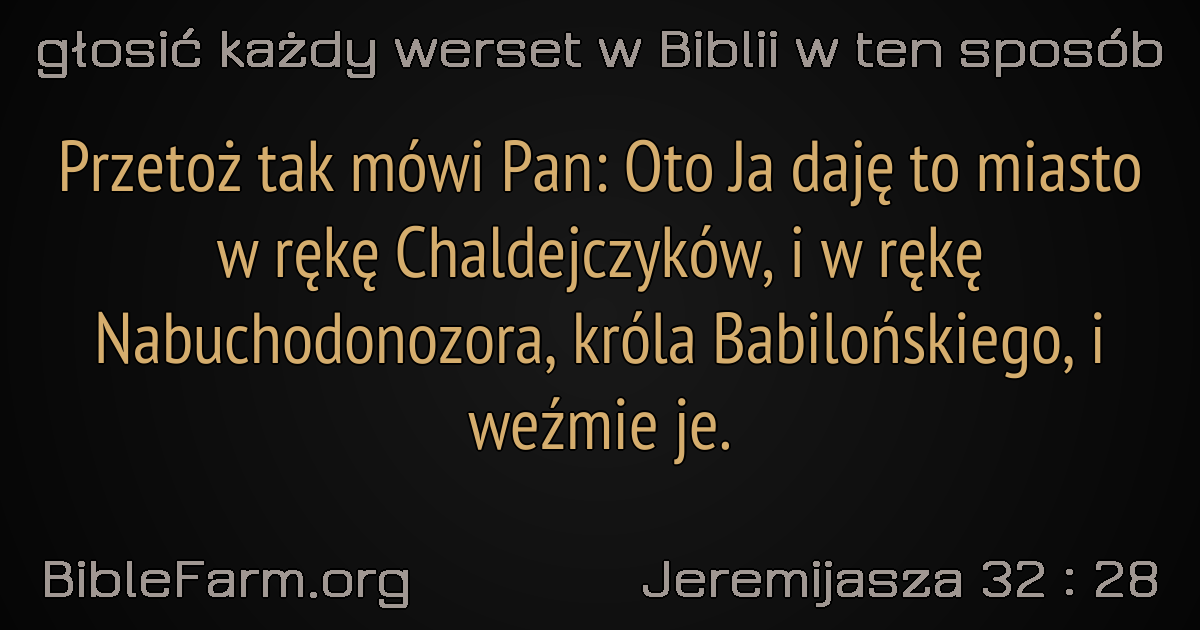 głosić każdy werset w Biblii w ten sposób
Przetoż tak mówi Pan: Oto Ja daję to miasto
w rękę Chaldejczyków, i w rękę
Nabuchodonozora, króla Babilońskiego, i
weźmie je.
BibleFarm.org
Jeremijasza 32 : 28